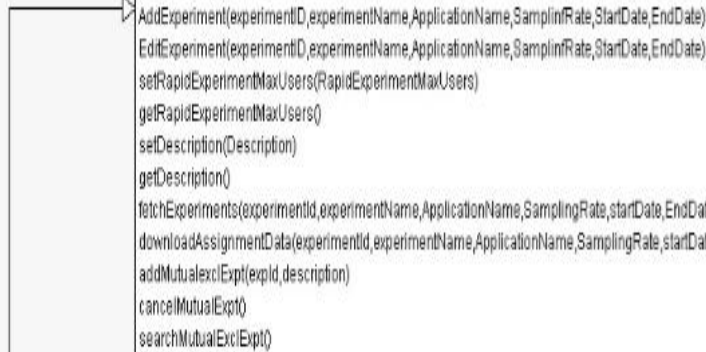 AddExperiment(experimentID,experimentName,ApplicationName,SamplinfRate,StartDate,EndDate)
EditExperiment(experimentID,experimentName,ApplicationName,SamplinfRate,StartDate,EndDate)
setRapidExperimentMaxUsers(RapidExperimentMaxUsers)
getRapidExperimentMaxUsers()
setDescription(Description)
getDescription()
fetchExperiments(experimentId,experimentName,ApplicationName,SamplingRate,startDate,EndDat
downloadAssignmentData(experimentId,experimentName,ApplicationName,SamplingRate,startDat
addMutualexclExpt(expId,description)
cancelMutualExpt()
searchMutualExclExpt()